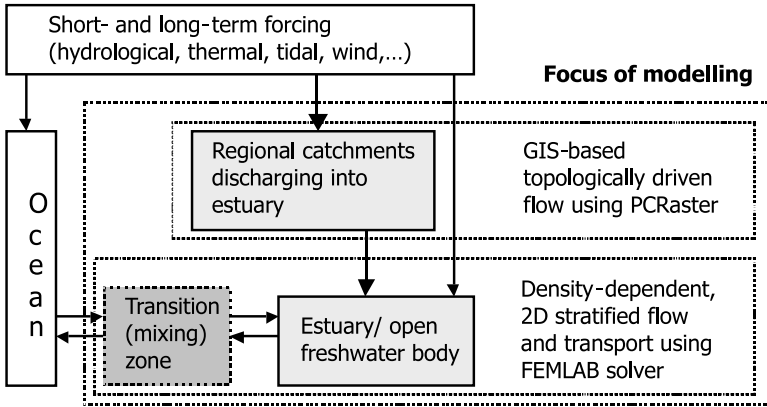 Short- and long-term forcing
(hydrological, thermal, tidal, wind,...)
Focus of modelling
Regional catchments
discharging into
estuary
GIS-based
topologically driven
flow using PCRaster
Ocean
Transition
(mixing)
zone
Estuary/ open
freshwater body
Density-dependent,
2D stratified flow
and transport using
FEMLAB solver